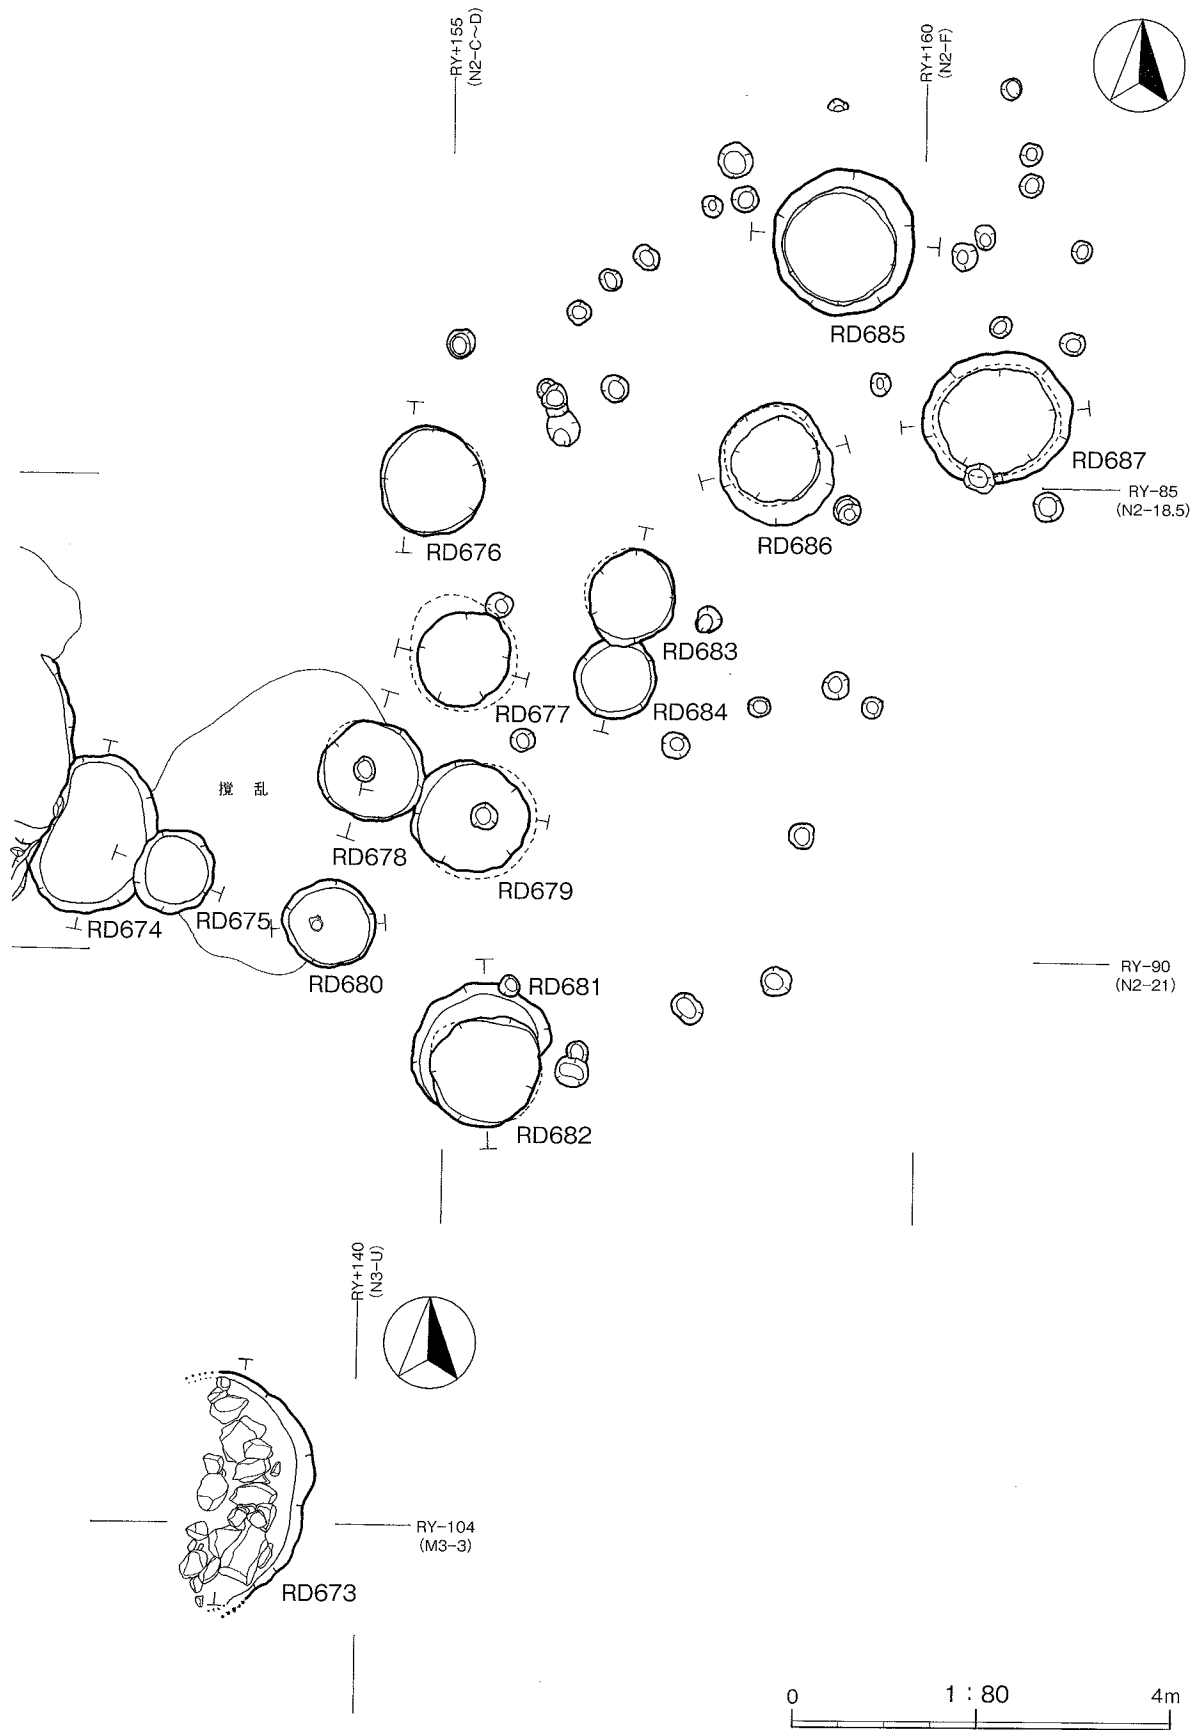 RY+155
(N2-C~D)
RY+160
(N2-F)
RD685
RD687
RY-85
(N2-18.5)
RD676
RD686
RD683
RD677
RD684
撹乱
RD678
RD679
RD674
RD675
RD680
RD681
RY-90
(N2-21)
RD682
RY+140
(N3-U)
RY-104
(M3-3)
RD673
0
1:80
4m